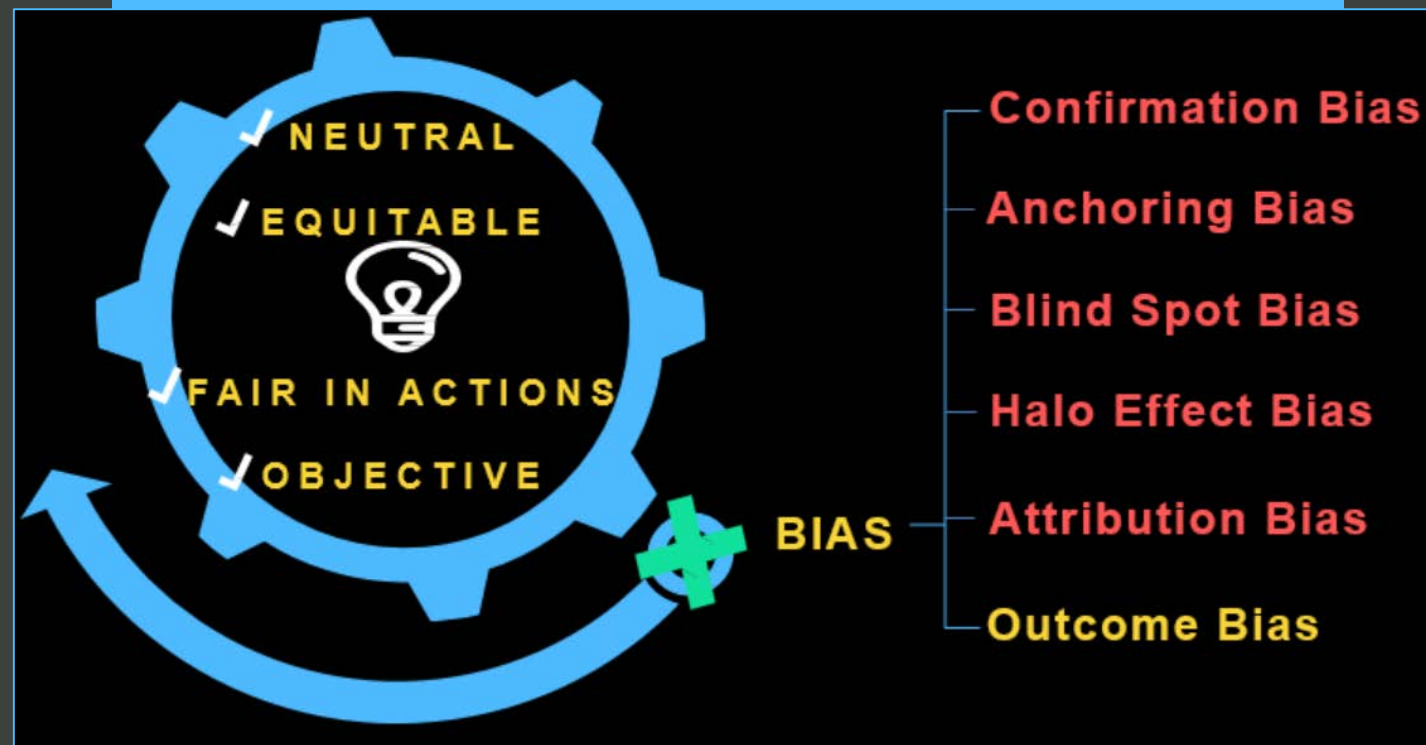 NEUTRAL
EQUITABLE
FAIR IN ACTIONS
OBJECTIVE
BIAS
Confirmation Bias
Anchoring Bias
Blind Spot Bias
Halo Effect Bias
Attribution Bias
Outcome Bias